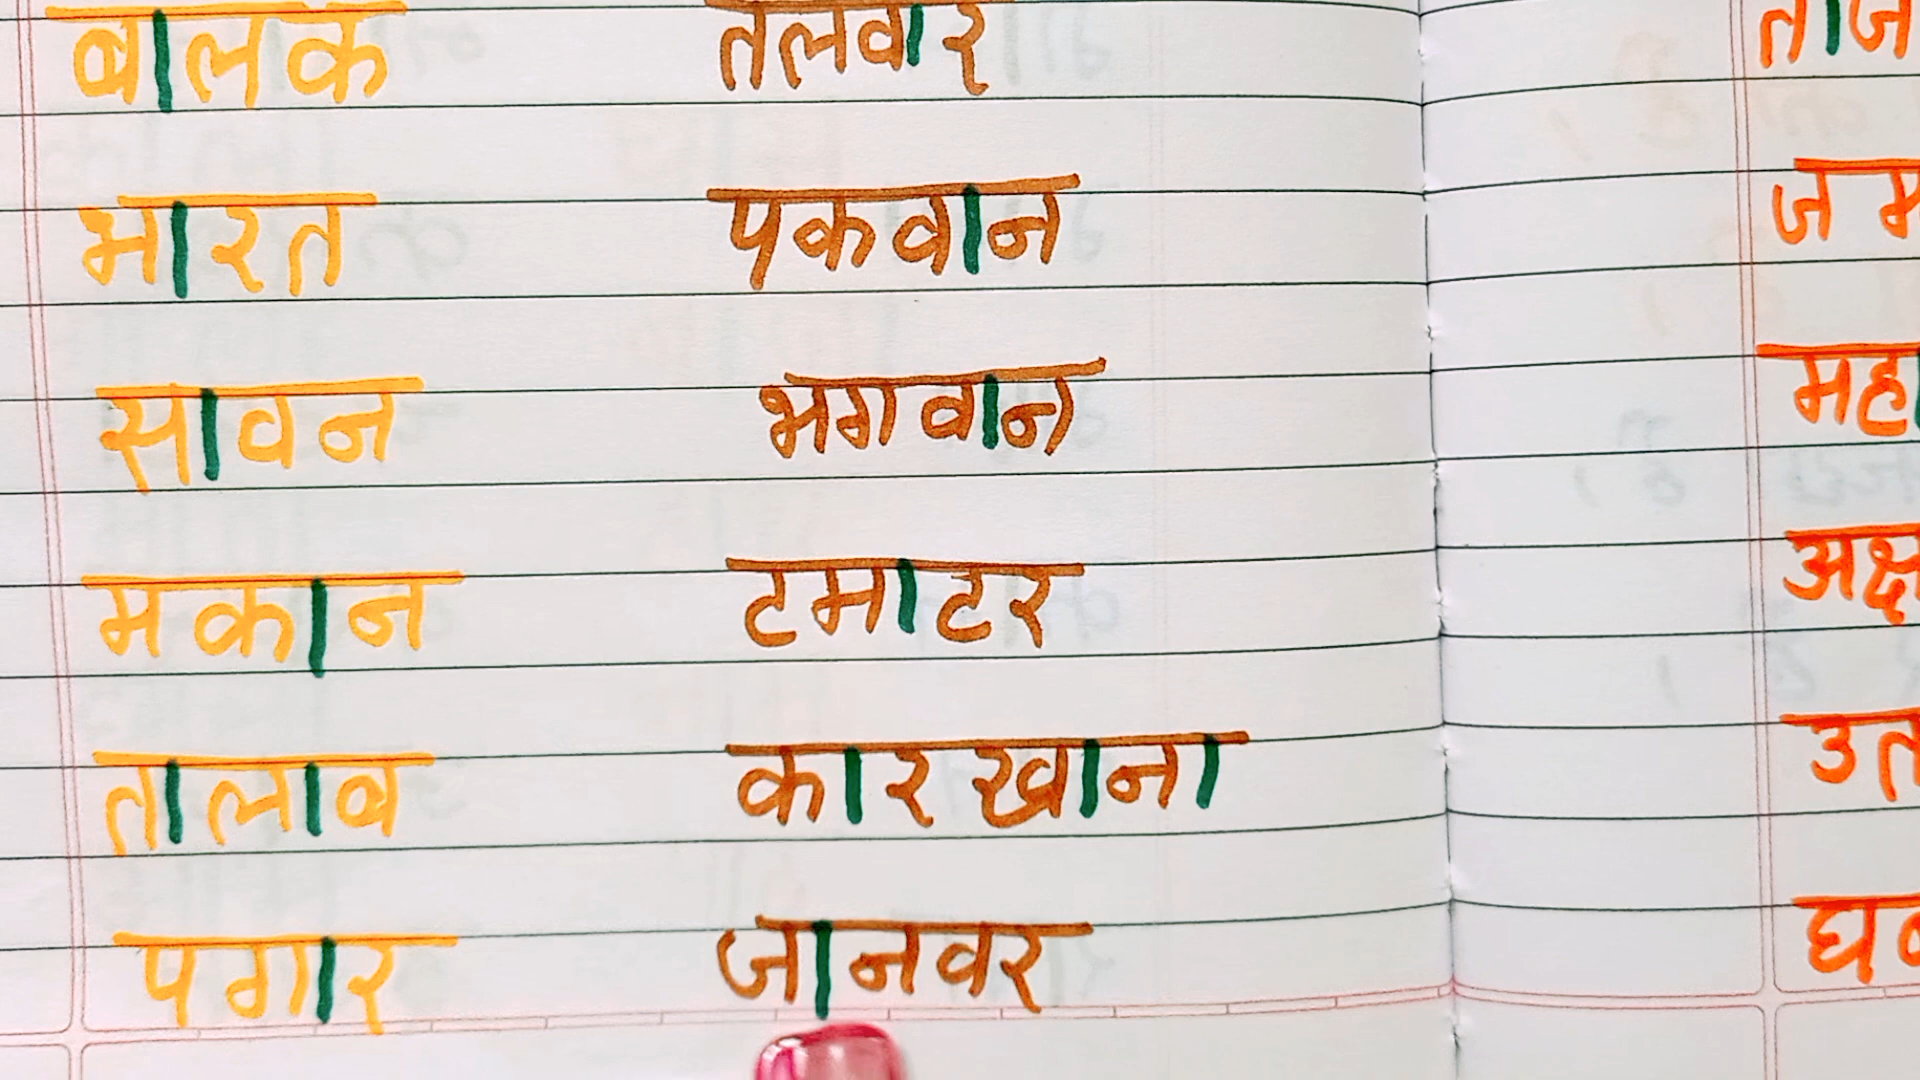 बालक तलवार
भारत पकवान
सावन भगवान
मकान टमाटर
तालाब कारखाना
पगार जानवर